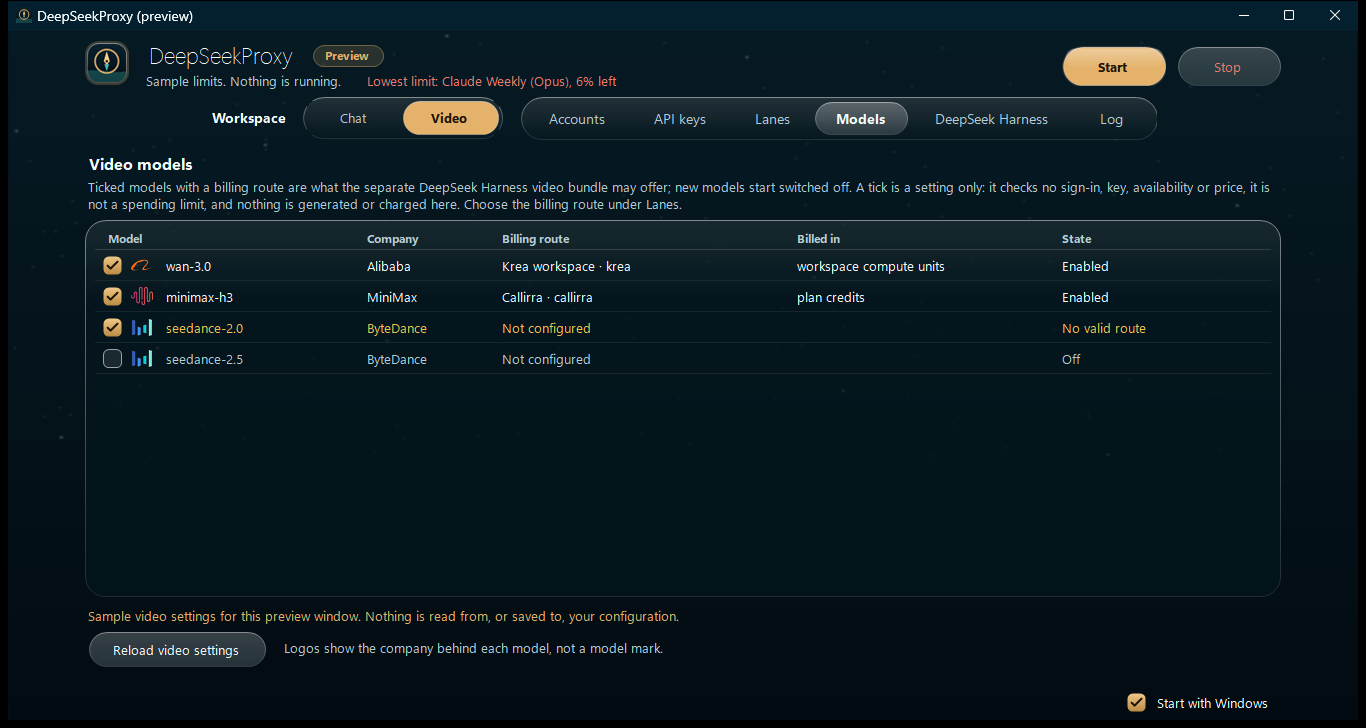 DeepSeekProxy (preview)
DeepSeekProxy
Preview
Sample limits. Nothing is running.
Lowest limit: Claude Weekly (Opus), 6% left
Start
Stop
Workspace
Chat
Video
Accounts
API keys
Lanes
Models
DeepSeek Harness
Log
Video models
Ticked models with a billing route are what the separate DeepSeek Harness video bundle may offer; new models start switched off. A tick is a setting only: it checks no sign-in, key, availability or price, it is
not a spending limit, and nothing is generated or charged here. Choose the billing route under Lanes.
Model Company Billing route Billed in State
wan-3.0 Alibaba Krea workspace · krea workspace compute units Enabled
minimax-h3 MiniMax Callirra · callirra plan credits Enabled
seedance-2.0 ByteDance Not configured No valid route
seedance-2.5 ByteDance Not configured Off
Sample video settings for this preview window. Nothing is read from, or saved to, your configuration.
Reload video settings
Logos show the company behind each model, not a model mark.
Start with Windows